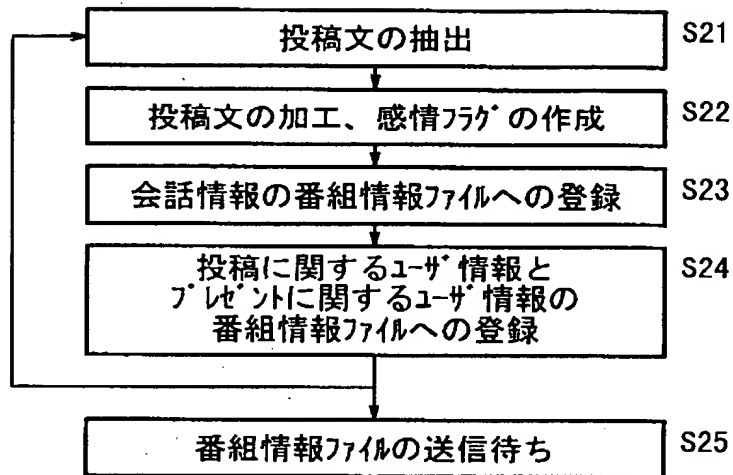 投稿文の抽出 S21
投稿文の加工、感情ﾌﾗｸﾞの作成 S22
会話情報の番組情報ﾌｧｲﾙへの登録 S23
投稿に関するﾕｰｻﾞ情報と S24
ﾌﾟﾚｾﾞﾝﾄに関するﾕｰｻﾞ情報の
番組情報ﾌｧｲﾙへの登録
番組情報ﾌｧｲﾙの送信待ち S25